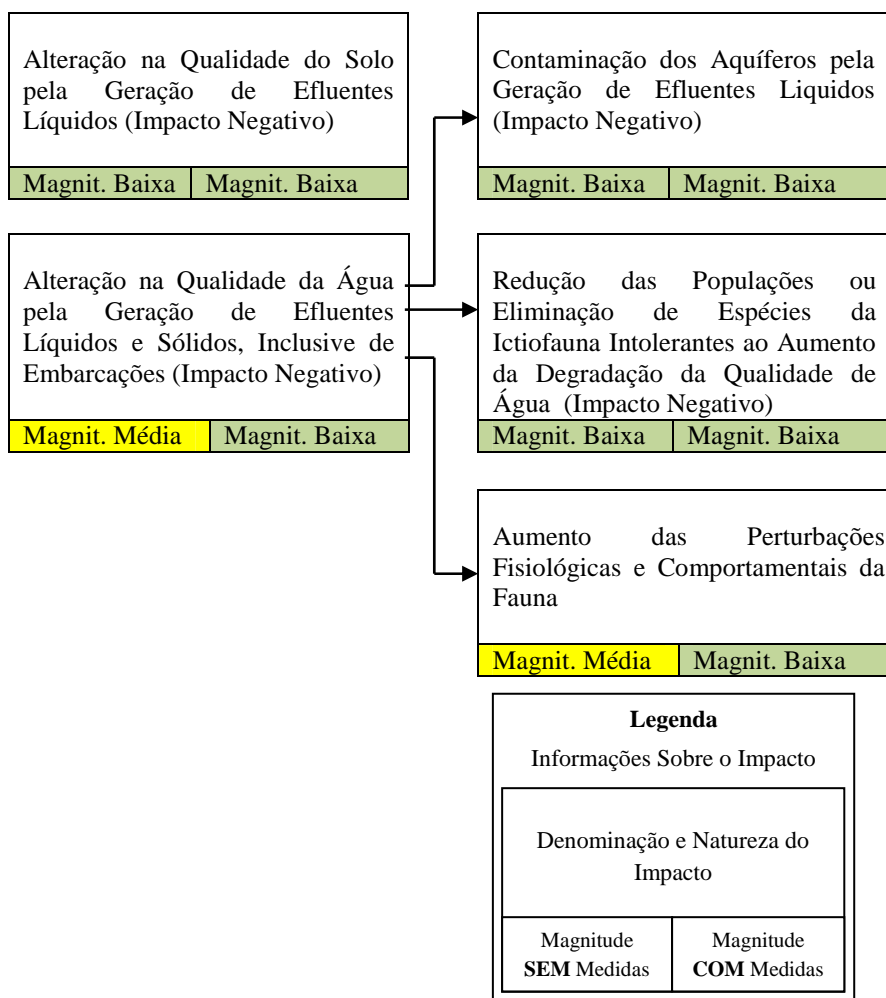 Alteração na Qualidade do Solo
pela Geração de Efluentes
Líquidos (Impacto Negativo)
Magnit. Baixa Magnit. Baixa
Contaminação dos Aquíferos pela
Geração de Efluentes Liquidos
(Impacto Negativo)
Magnit. Baixa Magnit. Baixa
Alteração na Qualidade da Água
pela Geração de Efluentes
Líquidos e Sólidos, Inclusive de
Embarcações (Impacto Negativo)
Magnit. Média Magnit. Baixa
Redução das Populações ou
Eliminação de Espécies da
Ictiofauna Intolerantes ao Aumento
da Degradação da Qualidade de
Água (Impacto Negativo)
Magnit. Baixa Magnit. Baixa
Aumento das Perturbações
Fisiológicas e Comportamentais da
Fauna
Magnit. Média Magnit. Baixa
Legenda
Informações Sobre o Impacto
Denominação e Natureza do
Impacto
Magnitude
SEM Medidas
Magnitude
COM Medidas